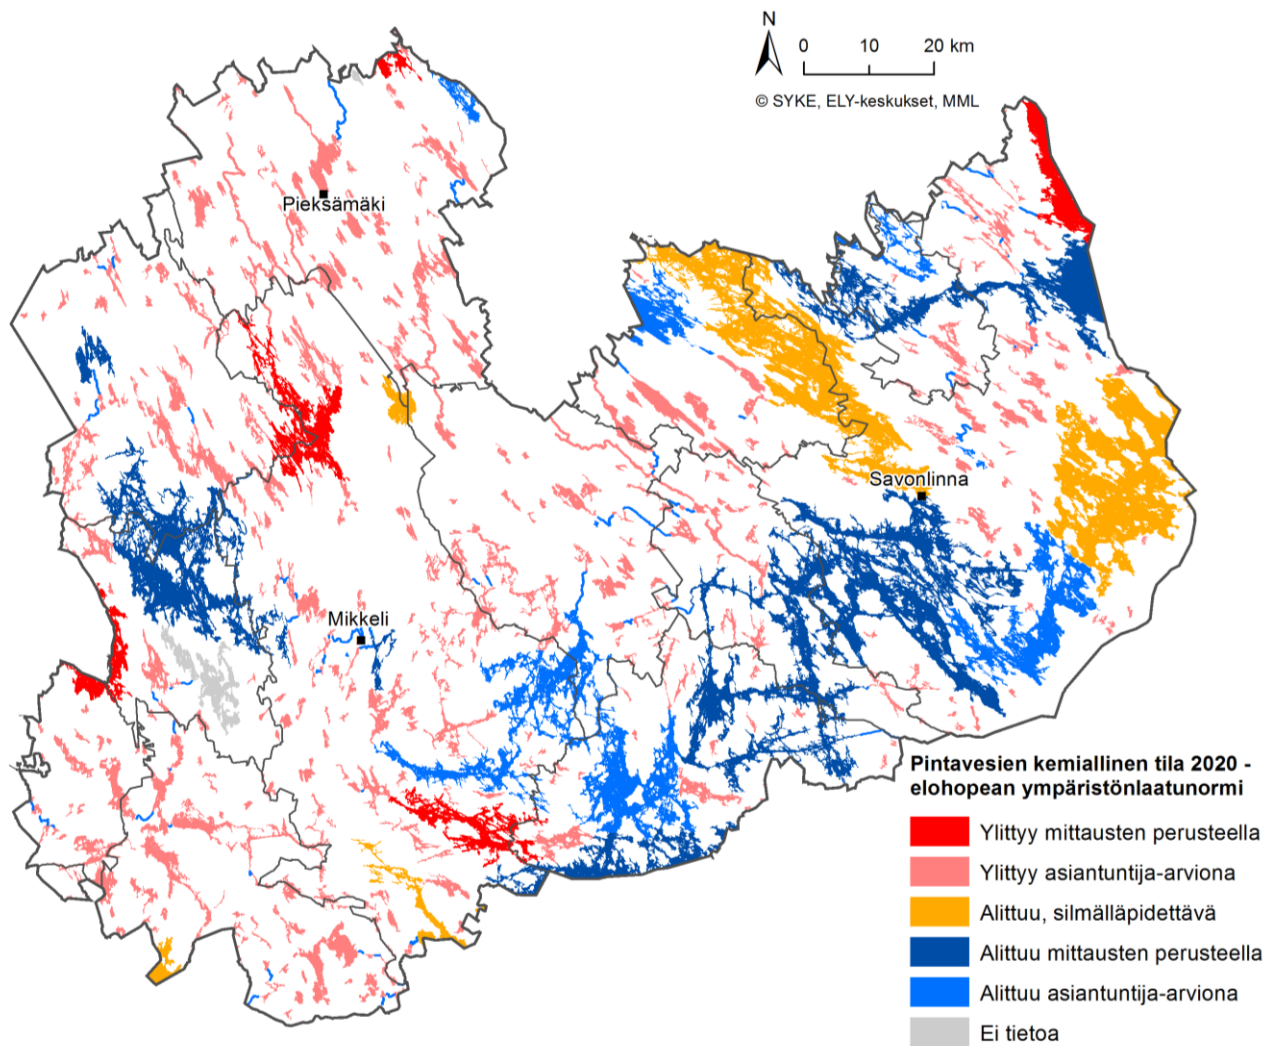 N
0 10 20 km
© SYKE, ELY-keskukset, MML
Pieksämäki
Savonlinna
Mikkeli
Pintavesien kemiallinen tila 2020 -
elohopean ympäristönlaatunormi
Ylittyy mittausten perusteella
Ylittyy asiantuntija-arviona
Alittuu, silmälläpidettävä
Alittuu mittausten perusteella
Alittuu asiantuntija-arviona
Ei tietoa